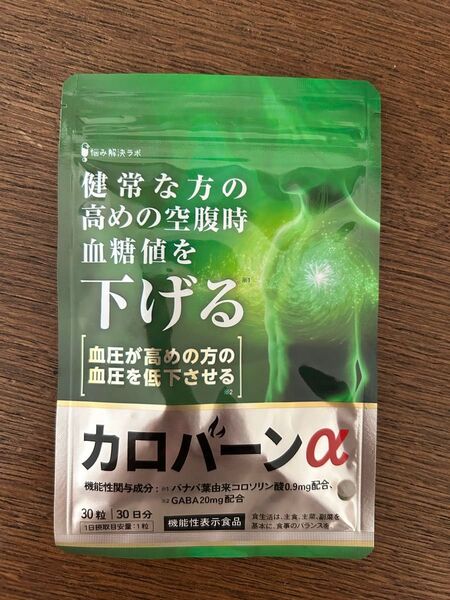 悩み解決ラボ
健常な方の
高めの空腹時
血糖値を
下げる※1
血圧が高めの方の
血圧を低下させる
※2
カロバーンα
機能性関与成分：※1 バナバ葉由来コロソリン酸0.9mg配合、
※2 GABA20mg配合
30粒 | 30日分
1日摂取目安量：1粒
機能性表示食品
食生活は、主食、主菜、副菜を
基本に、食事のバランスを。